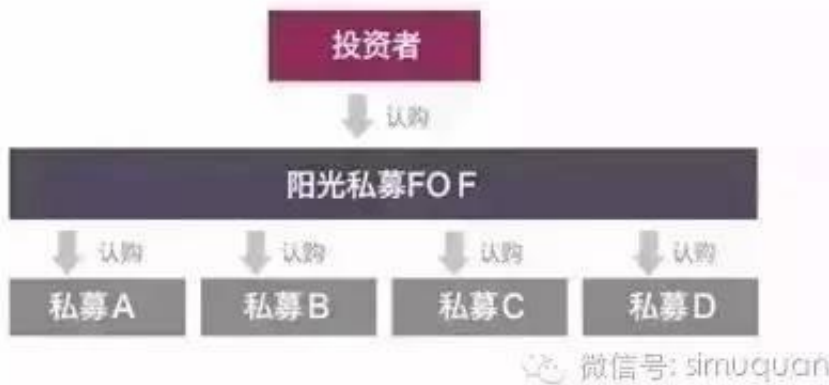 投资者
认购
阳光私募FOF
认购 认购 认购 认购
私募A 私募B 私募C 私募D
微信号: simuquan